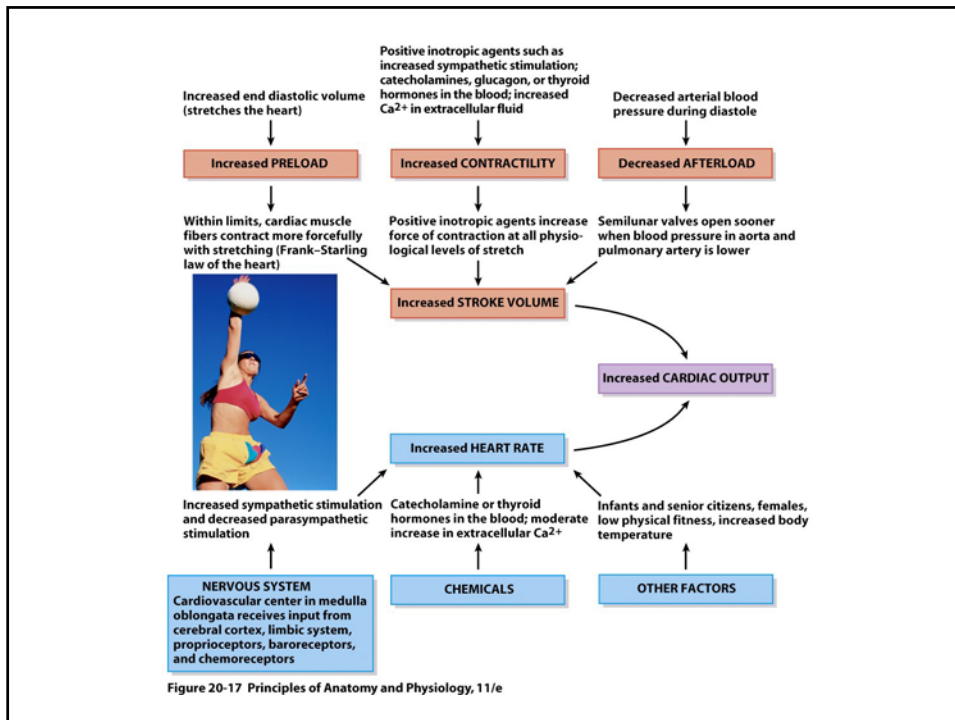 Positive inotropic agents such as
increased sympathetic stimulation;
catecholamines, glucagon, or thyroid
hormones in the blood; increased
Ca2+ in extracellular fluid
Increased end diastolic volume
(stretches the heart)
Decreased arterial blood
pressure during diastole
Increased PRELOAD
Increased CONTRACTILITY
Decreased AFTERLOAD
Within limits, cardiac muscle
fibers contract more forcefully
with stretching (Frank–Starling
law of the heart)
Positive inotropic agents increase
force of contraction at all physio-
logical levels of stretch
Semilunar valves open sooner
when blood pressure in aorta and
pulmonary artery is lower
Increased STROKE VOLUME
Increased CARDIAC OUTPUT
Increased HEART RATE
Increased sympathetic stimulation
and decreased parasympathetic
stimulation
Catecholamine or thyroid
hormones in the blood; moderate
increase in extracellular Ca2+
Infants and senior citizens, females,
low physical fitness, increased body
temperature
NERVOUS SYSTEM
Cardiovascular center in medulla
oblongata receives input from
cerebral cortex, limbic system,
proprioceptors, baroreceptors,
and chemoreceptors
CHEMICALS
OTHER FACTORS
Figure 20-17 Principles of Anatomy and Physiology, 11/e